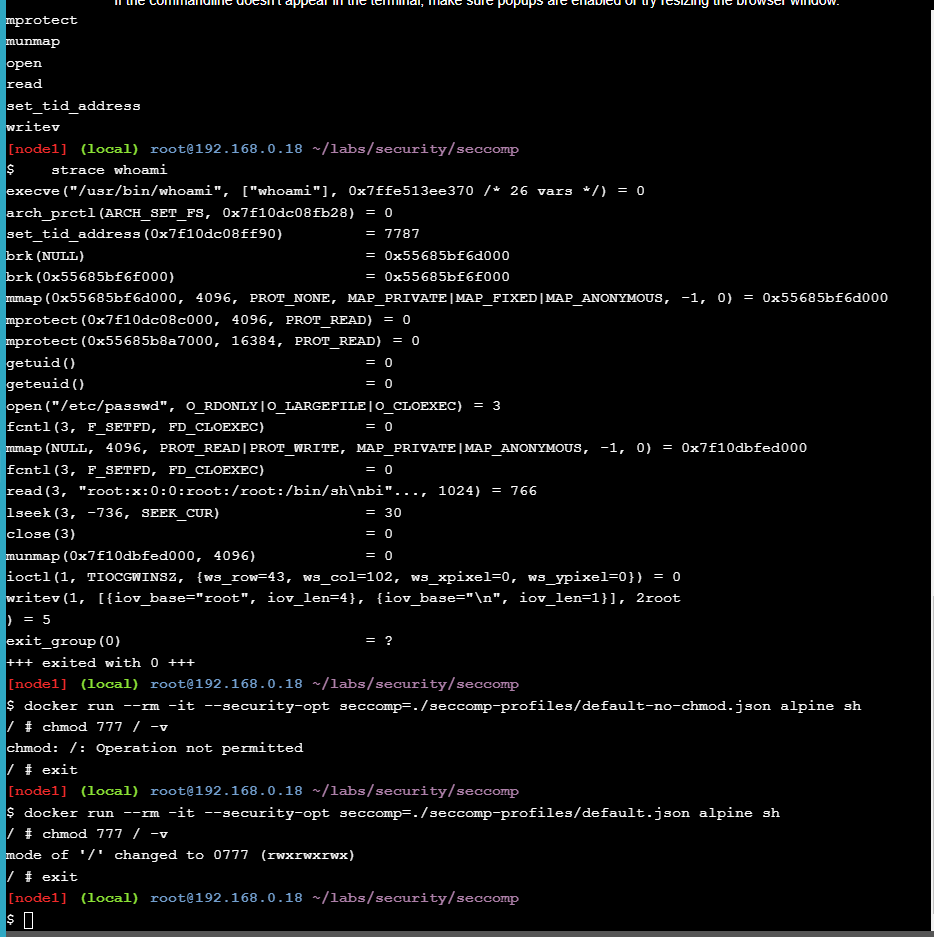 If the commandline doesn't appear in the terminal, make sure popups are enabled or try resizing the browser window.
mprotect
munmap
open
read
set_tid_address
writev
[node1] (local) root@192.168.0.18 ~/labs/security/seccomp
$    strace whoami
execve("/usr/bin/whoami", ["whoami"], 0x7ffe513ee370 /* 26 vars */) = 0
arch_prctl(ARCH_SET_FS, 0x7f10dc08fb28) = 0
set_tid_address(0x7f10dc08ff90)         = 7787
brk(NULL)                               = 0x55685bf6d000
brk(0x55685bf6f000)                     = 0x55685bf6f000
mmap(0x55685bf6d000, 4096, PROT_NONE, MAP_PRIVATE|MAP_FIXED|MAP_ANONYMOUS, -1, 0) = 0x55685bf6d000
mprotect(0x7f10dc08c000, 4096, PROT_READ) = 0
mprotect(0x55685b8a7000, 16384, PROT_READ) = 0
getuid()                                = 0
geteuid()                               = 0
open("/etc/passwd", O_RDONLY|O_LARGEFILE|O_CLOEXEC) = 3
fcntl(3, F_SETFD, FD_CLOEXEC)           = 0
mmap(NULL, 4096, PROT_READ|PROT_WRITE, MAP_PRIVATE|MAP_ANONYMOUS, -1, 0) = 0x7f10dbfed000
fcntl(3, F_SETFD, FD_CLOEXEC)           = 0
read(3, "root:x:0:0:root:/root:/bin/sh\nbi"..., 1024) = 766
lseek(3, -736, SEEK_CUR)                = 30
close(3)                                = 0
munmap(0x7f10dbfed000, 4096)            = 0
ioctl(1, TIOCGWINSZ, {ws_row=43, ws_col=102, ws_xpixel=0, ws_ypixel=0}) = 0
writev(1, [{iov_base="root", iov_len=4}, {iov_base="\n", iov_len=1}], 2root
) = 5
exit_group(0)                           = ?
+++ exited with 0 +++
[node1] (local) root@192.168.0.18 ~/labs/security/seccomp
$ docker run --rm -it --security-opt seccomp=./seccomp-profiles/default-no-chmod.json alpine sh
/ # chmod 777 / -v
chmod: /: Operation not permitted
/ # exit
[node1] (local) root@192.168.0.18 ~/labs/security/seccomp
$ docker run --rm -it --security-opt seccomp=./seccomp-profiles/default.json alpine sh
/ # chmod 777 / -v
mode of '/' changed to 0777 (rwxrwxrwx)
/ # exit
[node1] (local) root@192.168.0.18 ~/labs/security/seccomp
$